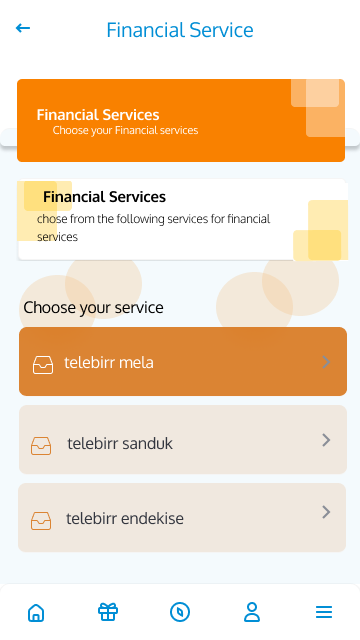 Financial Service
Financial Services
Choose your Financial services
Financial Services
chose from the following services for financial
services
Choose your service
telebirr mela
telebirr sanduk
telebirr endekise